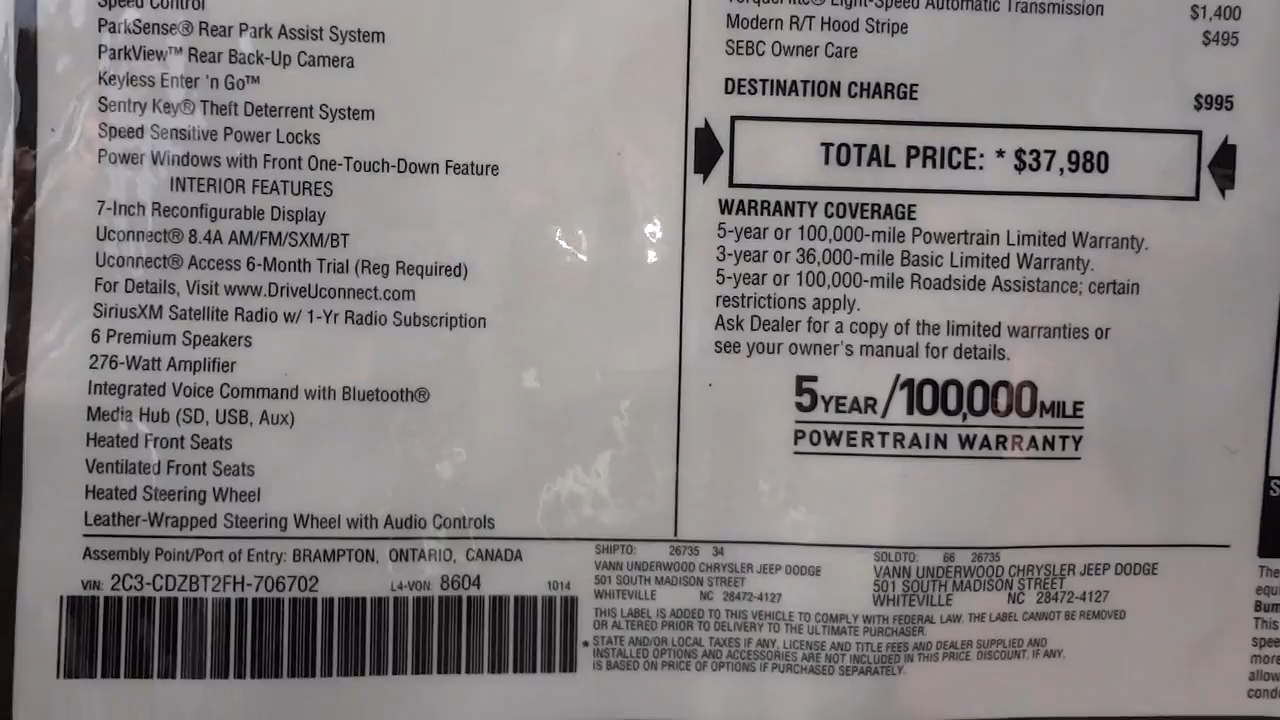 Speed Control
ParkSense® Rear Park Assist System
ParkView™ Rear Back-Up Camera
Keyless Enter 'n Go™
Sentry Key® Theft Deterrent System
Speed Sensitive Power Locks
Power Windows with Front One-Touch-Down Feature
INTERIOR FEATURES
7-Inch Reconfigurable Display
Uconnect® 8.4A AM/FM/SXM/BT
Uconnect® Access 6-Month Trial (Reg Required)
For Details, Visit www.DriveUconnect.com
SiriusXM Satellite Radio w/ 1-Yr Radio Subscription
6 Premium Speakers
276-Watt Amplifier
Integrated Voice Command with Bluetooth®
Media Hub (SD, USB, Aux)
Heated Front Seats
Ventilated Front Seats
Heated Steering Wheel
Leather-Wrapped Steering Wheel with Audio Controls
Eight-Speed Automatic Transmission $1,400
Modern R/T Hood Stripe $495
SEBC Owner Care
DESTINATION CHARGE $995
TOTAL PRICE: * $37,980
WARRANTY COVERAGE
5-year or 100,000-mile Powertrain Limited Warranty.
3-year or 36,000-mile Basic Limited Warranty.
5-year or 100,000-mile Roadside Assistance; certain
restrictions apply.
Ask Dealer for a copy of the limited warranties or
see your owner's manual for details.
5 YEAR/100,000 MILE
POWERTRAIN WARRANTY
Assembly Point/Port of Entry: BRAMPTON, ONTARIO, CANADA
VIN: 2C3-CDZBT2FH-706702 L4-VON: 8604 1014
SHIPTO: 26735 34
VANN UNDERWOOD CHRYSLER JEEP DODGE
501 SOUTH MADISON STREET
WHITEVILLE NC 28472-4127
SOLDTO: 66 26735
VANN UNDERWOOD CHRYSLER JEEP DODGE
501 SOUTH MADISON STREET
WHITEVILLE NC 28472-4127
THIS LABEL IS ADDED TO THIS VEHICLE TO COMPLY WITH FEDERAL LAW. THE LABEL CANNOT BE REMOVED
OR ALTERED PRIOR TO DELIVERY TO THE ULTIMATE PURCHASER.
* STATE AND/OR LOCAL TAXES IF ANY, LICENSE AND TITLE FEES AND DEALER SUPPLIED AND
INSTALLED OPTIONS AND ACCESSORIES ARE NOT INCLUDED IN THIS PRICE. DISCOUNT, IF ANY,
IS BASED ON PRICE OF OPTIONS IF PURCHASED SEPARATELY.
The
This
more